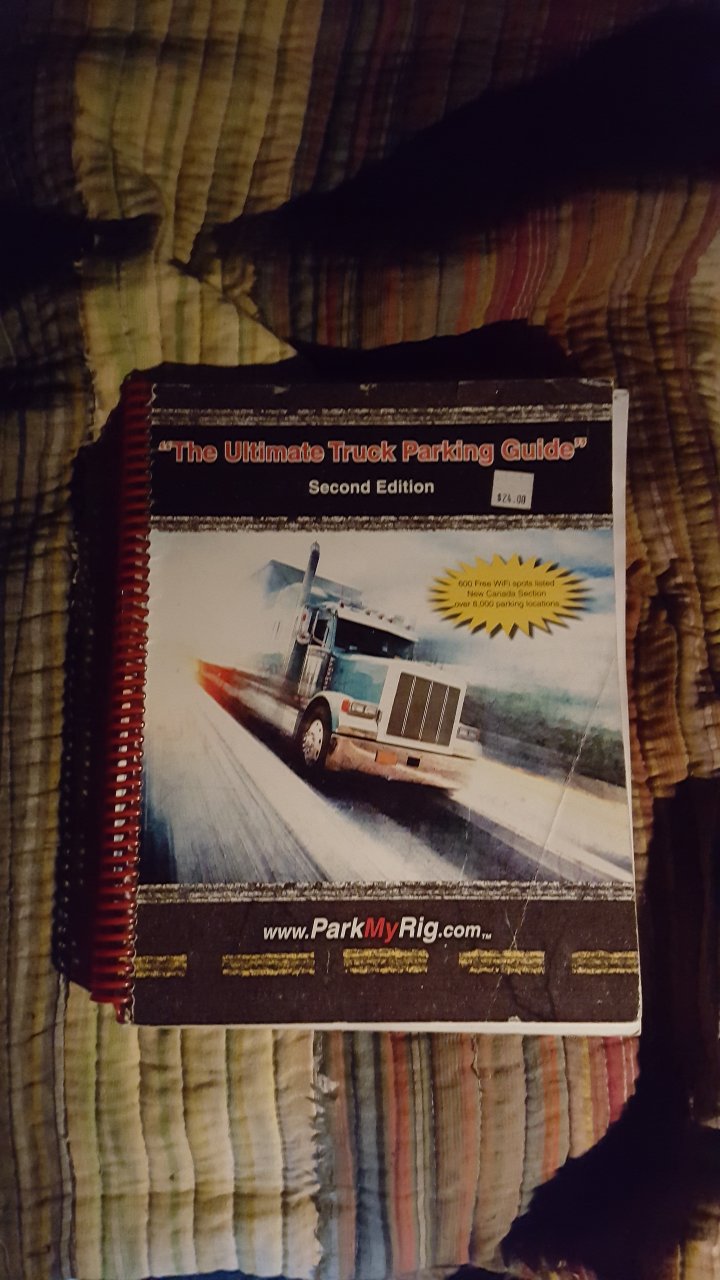 "The Ultimate Truck Parking Guide"
Second Edition
$24.00
600 Free WiFi spots listed
New Canada Section
over 6,000 parking locations
www.ParkMyRig.com™